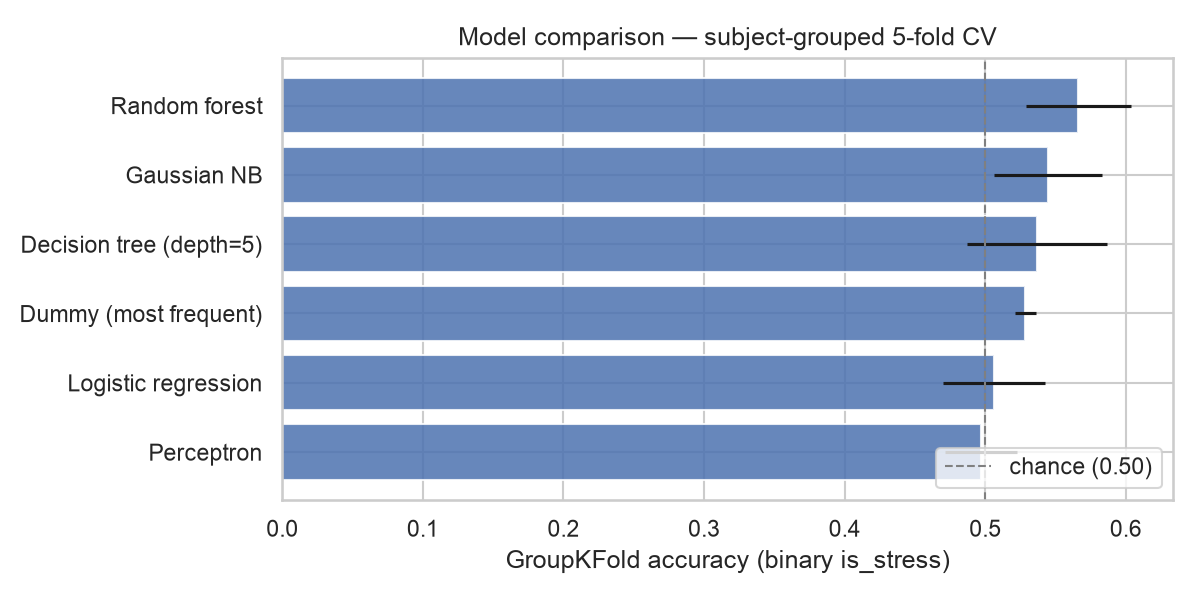 Model comparison — subject-grouped 5-fold CV
Random forest
Gaussian NB
Decision tree (depth=5)
Dummy (most frequent)
Logistic regression
Perceptron
chance (0.50)
0.0 0.1 0.2 0.3 0.4 0.5 0.6
GroupKFold accuracy (binary is_stress)